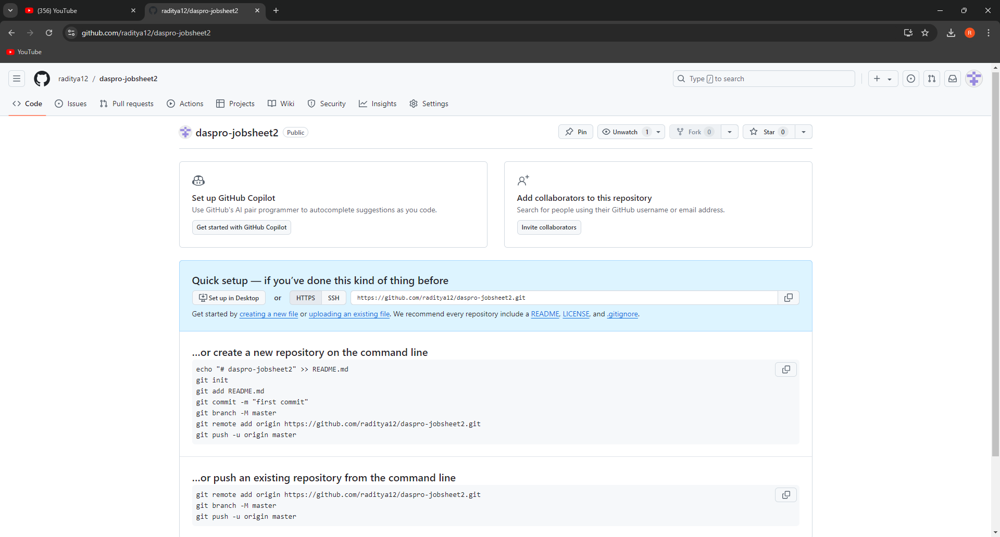 (356) YouTube
raditya12/daspro-jobsheet2
github.com/raditya12/daspro-jobsheet2
R
YouTube
raditya12 / daspro-jobsheet2
Type / to search
Code Issues Pull requests Actions Projects Wiki Security Insights Settings
daspro-jobsheet2 Public
Pin Unwatch 1 Fork 0 Star 0
Set up GitHub Copilot
Use GitHub's AI pair programmer to autocomplete suggestions as you code.
Get started with GitHub Copilot
Add collaborators to this repository
Search for people using their GitHub username or email address.
Invite collaborators
Quick setup — if you’ve done this kind of thing before
Set up in Desktop or HTTPS SSH https://github.com/raditya12/daspro-jobsheet2.git
Get started by creating a new file or uploading an existing file. We recommend every repository include a README, LICENSE, and .gitignore.
…or create a new repository on the command line
echo "# daspro-jobsheet2" >> README.md
git init
git add README.md
git commit -m "first commit"
git branch -M master
git remote add origin https://github.com/raditya12/daspro-jobsheet2.git
git push -u origin master
…or push an existing repository from the command line
git remote add origin https://github.com/raditya12/daspro-jobsheet2.git
git branch -M master
git push -u origin master